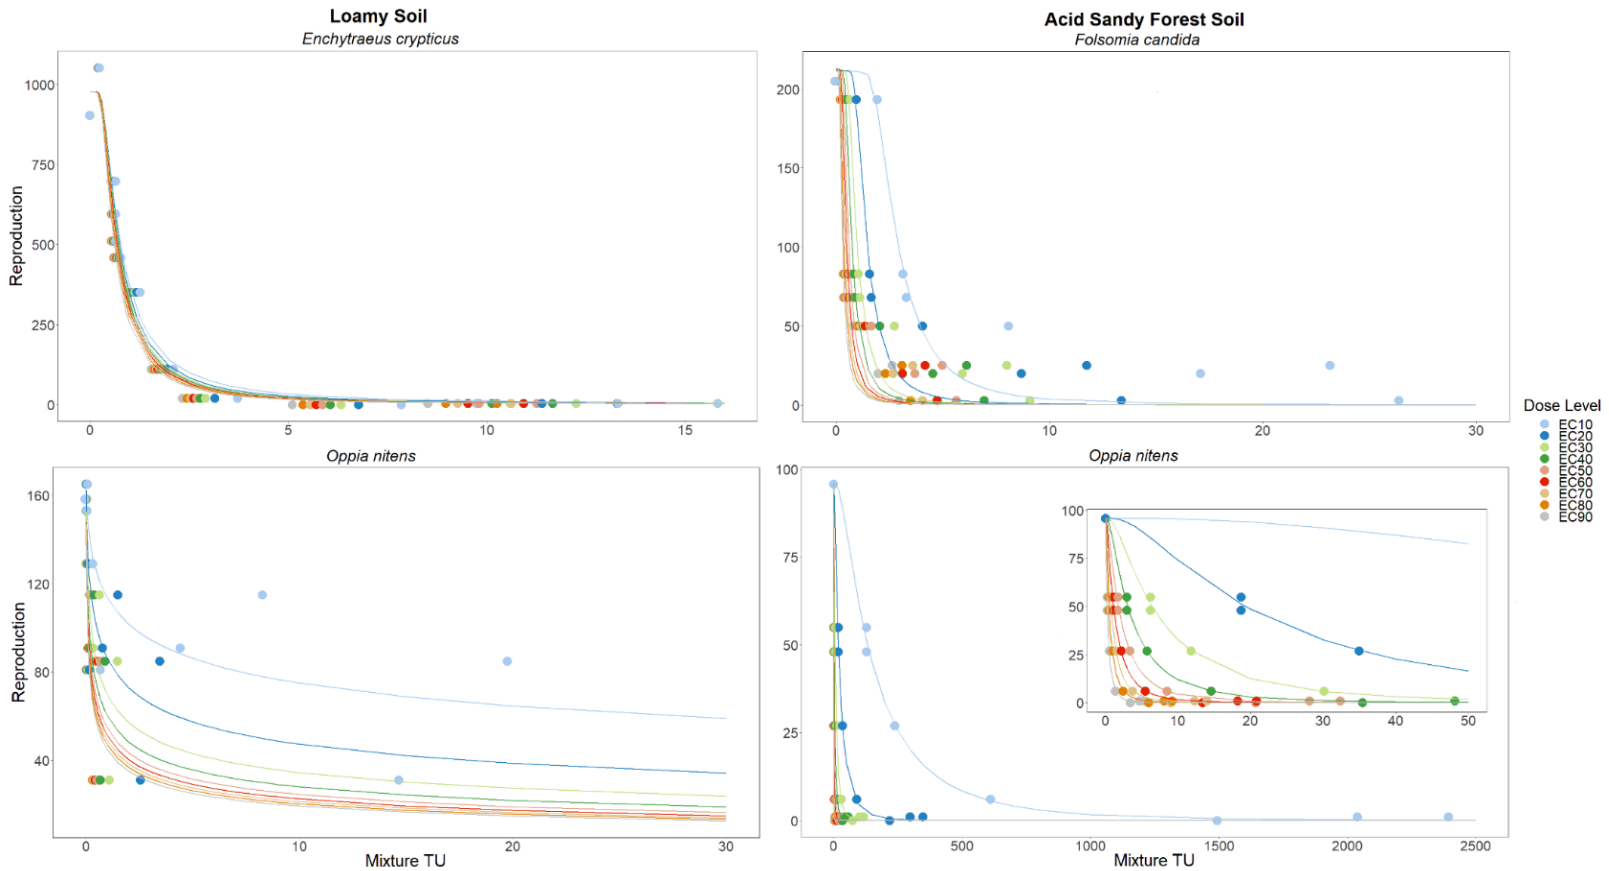 Loamy Soil
Enchytraeus crypticus
1000
750
500
250
0
Reproduction
0 5 10 15
Acid Sandy Forest Soil
Folsomia candida
200
150
100
50
0
0 10 20 30
Oppia nitens
160
120
80
40
Reproduction
0 10 20 30
Mixture TU
Oppia nitens
100
75
50
25
0
0 500 1000 1500 2000 2500
Mixture TU
100
75
50
25
0
0 10 20 30 40 50
Dose Level
EC10
EC20
EC30
EC40
EC50
EC60
EC70
EC80
EC90